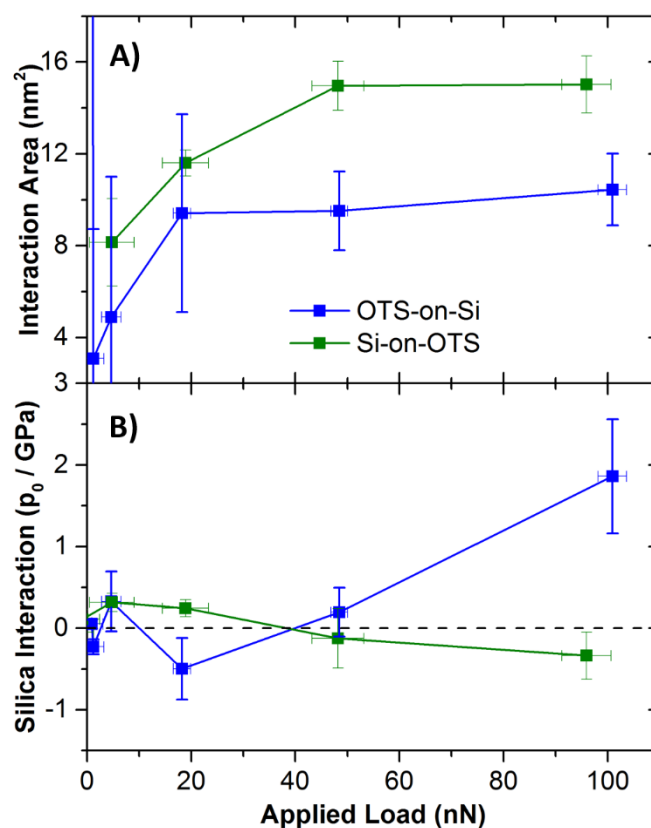 A)
Interaction Area (nm²)
16
12
8
4
3
OTS-on-Si
Si-on-OTS
B)
Silica Interaction (p₀ / GPa)
2
1
0
-1
0
20
40
60
80
100
Applied Load (nN)